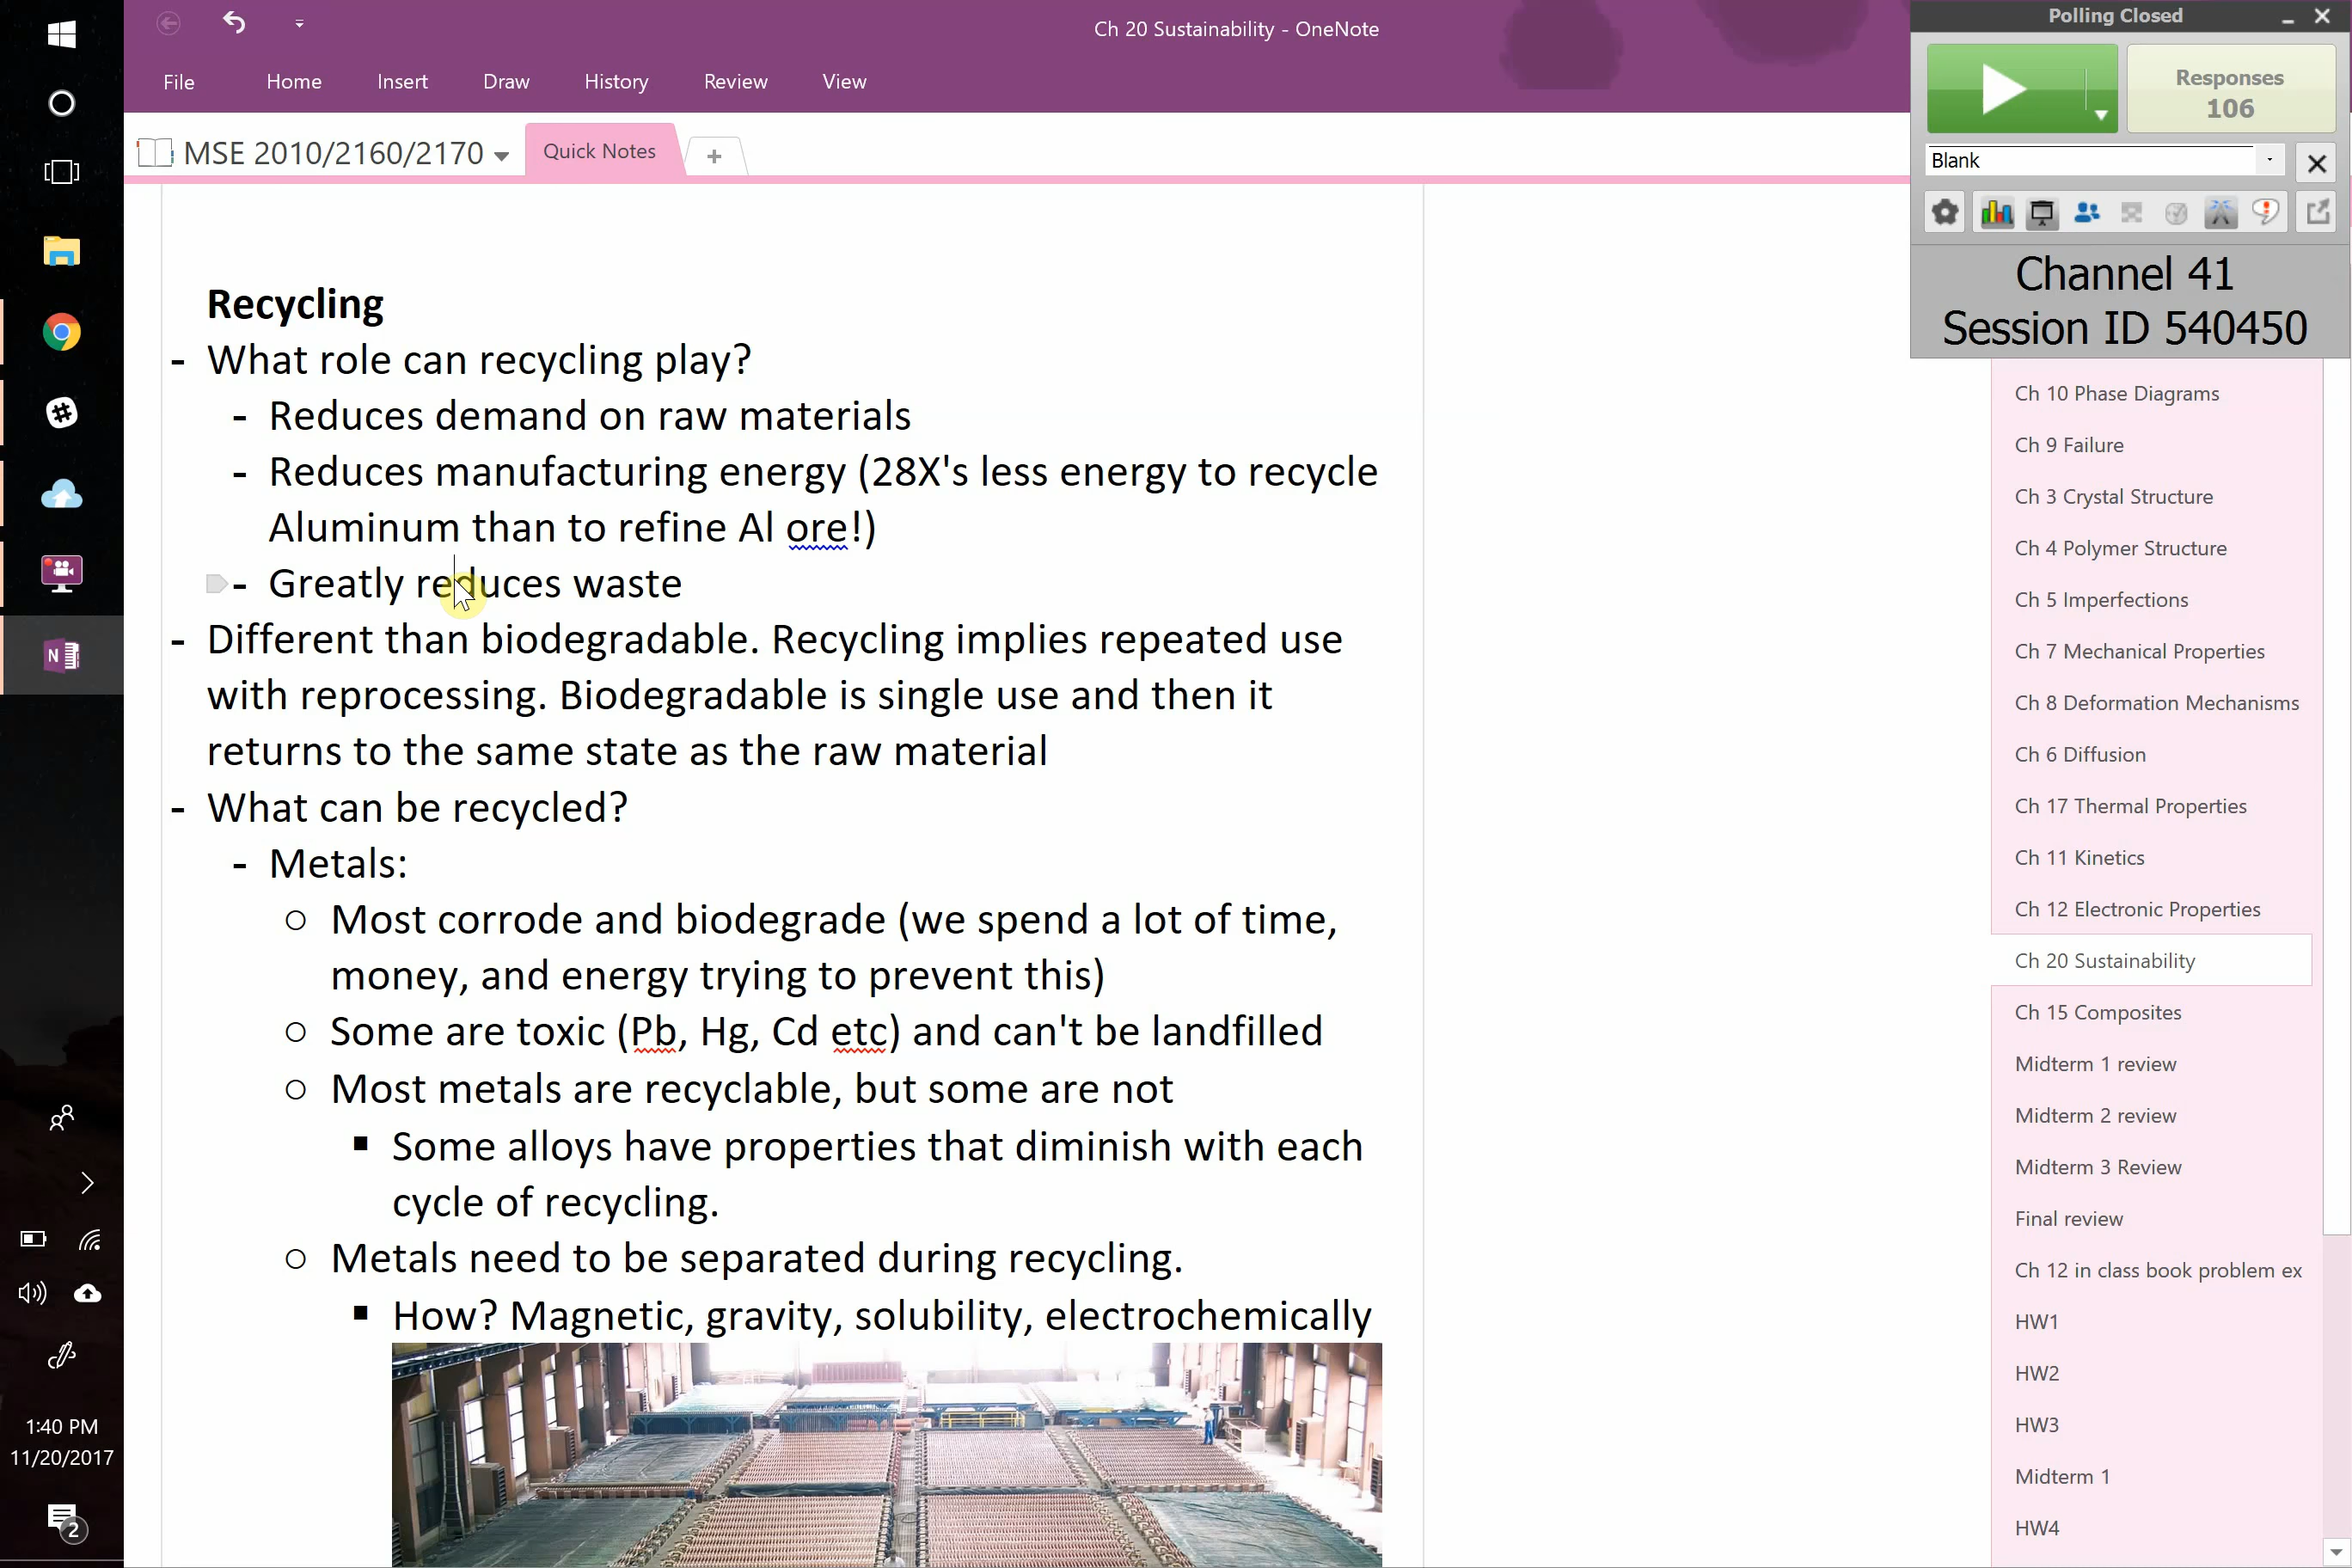 Ch 20 Sustainability - OneNote
File Home Insert Draw History Review View
MSE 2010/2160/2170
Quick Notes
+
Polling Closed
Responses
106
Blank
Channel 41
Session ID 540450
Recycling
- What role can recycling play?
- Reduces demand on raw materials
- Reduces manufacturing energy (28X's less energy to recycle
Aluminum than to refine Al ore!)
- Greatly reduces waste
- Different than biodegradable. Recycling implies repeated use
with reprocessing. Biodegradable is single use and then it
returns to the same state as the raw material
- What can be recycled?
- Metals:
○ Most corrode and biodegrade (we spend a lot of time,
money, and energy trying to prevent this)
○ Some are toxic (Pb, Hg, Cd etc) and can't be landfilled
○ Most metals are recyclable, but some are not
▪ Some alloys have properties that diminish with each
cycle of recycling.
○ Metals need to be separated during recycling.
▪ How? Magnetic, gravity, solubility, electrochemically
Ch 10 Phase Diagrams
Ch 9 Failure
Ch 3 Crystal Structure
Ch 4 Polymer Structure
Ch 5 Imperfections
Ch 7 Mechanical Properties
Ch 8 Deformation Mechanisms
Ch 6 Diffusion
Ch 17 Thermal Properties
Ch 11 Kinetics
Ch 12 Electronic Properties
Ch 20 Sustainability
Ch 15 Composites
Midterm 1 review
Midterm 2 review
Midterm 3 Review
Final review
Ch 12 in class book problem ex
HW1
HW2
HW3
Midterm 1
HW4
N
1:40 PM
11/20/2017
2